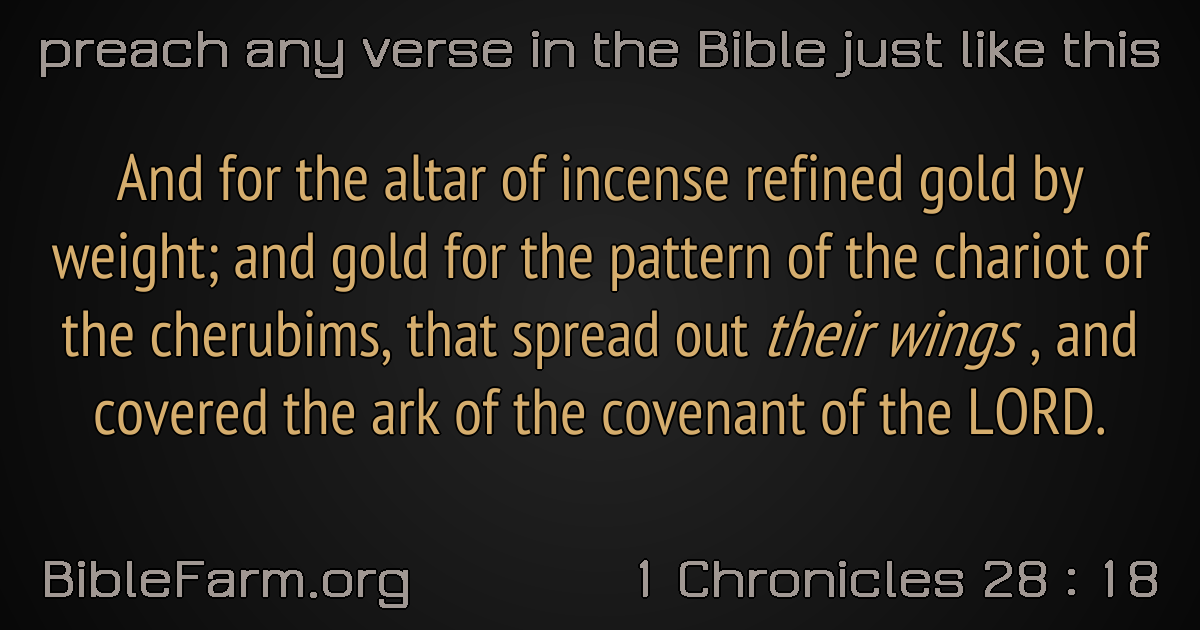 preach any verse in the Bible just like this
And for the altar of incense refined gold by
weight; and gold for the pattern of the chariot of
the cherubims, that spread out their wings , and
covered the ark of the covenant of the LORD.
BibleFarm.org
1 Chronicles 28 : 18